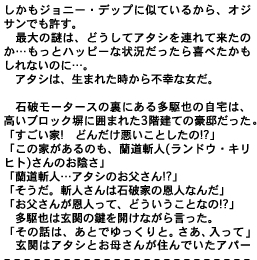 しかもジョニー・デップに似ているから、オジ
サンでも許す。
　最大の謎は、どうしてアタシを連れて来たの
か…もっとハッピーな状況だったら喜べたかも
しれないのに…。
　アタシは、生まれた時から不幸な女だ。

　石破モータースの裏にある多駆也の自宅は、
高いブロック塀に囲まれた3階建ての豪邸だった。
「すごい家!　どんだけ悪いことしたの!?」
「この家があるのも、蘭道斬人(ランドウ・キリ
ヒト)さんのお陰さ」
「蘭道斬人…アタシのお父さん!?」
「そうだ。斬人さんは石破家の恩人なんだ」
「お父さんが恩人って、どういうことなの!?」
　多駆也は玄関の鍵を開けながら言った。
「その話は、あとでゆっくりと。さあ、入って」
　玄関はアタシとお母さんが住んでいたアパー